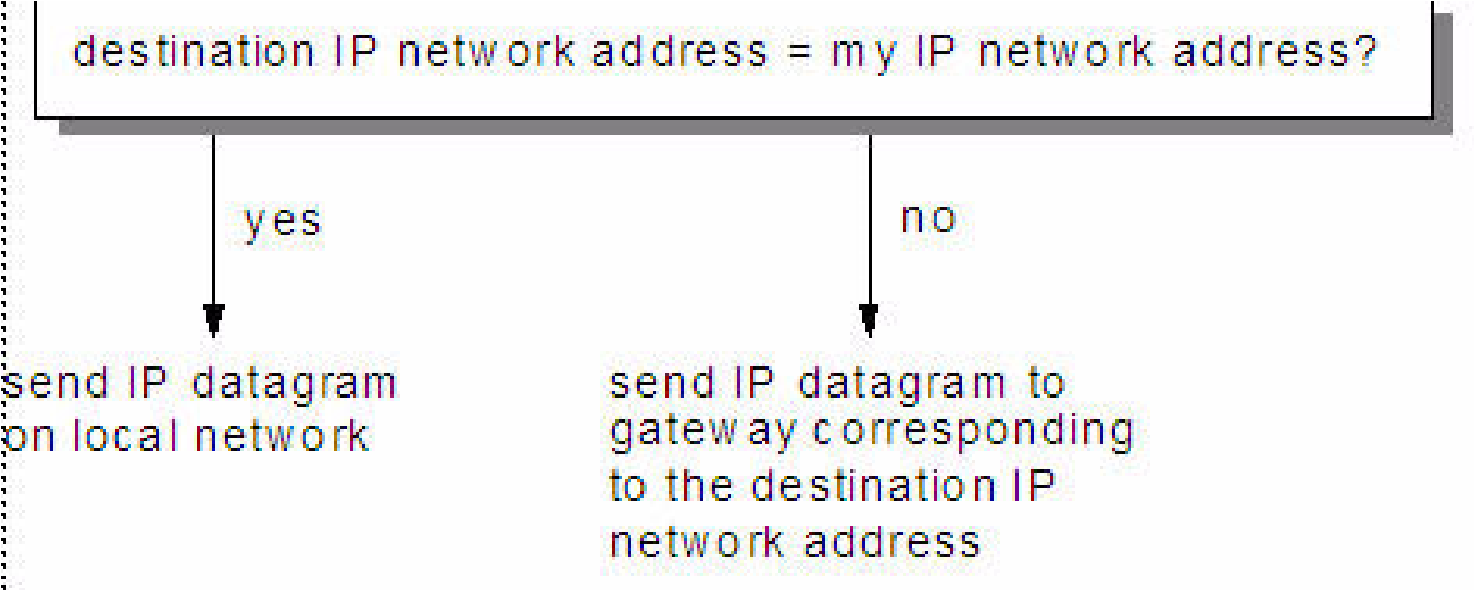 destination IP network address = my IP network address?
yes
no
send IP datagram
on local network
send IP datagram to
gateway corresponding
to the destination IP
network address